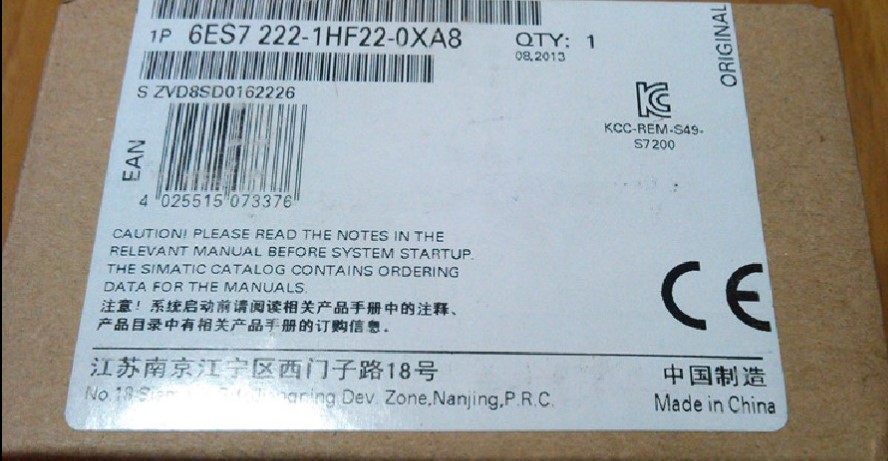 1P 6ES7 222-1HF22-0XA8
QTY: 1
08.2013
ORIGINAL
S ZVD8SD0162226
KC
KCC-REM-S49-
S7200
EAN
4 025515 073376
CAUTION! PLEASE READ THE NOTES IN THE
RELEVANT MANUAL BEFORE SYSTEM STARTUP.
THE SIMATIC CATALOG CONTAINS ORDERING
DATA FOR THE MANUALS.
注意！系统启动前请阅读相关产品手册中的注释、
产品目录中有相关产品手册的订购信息。
CE
江苏南京江宁区西门子路18号
中国制造
No.18 Dev. Zone,Nanjing,P.R.C.
Made in China